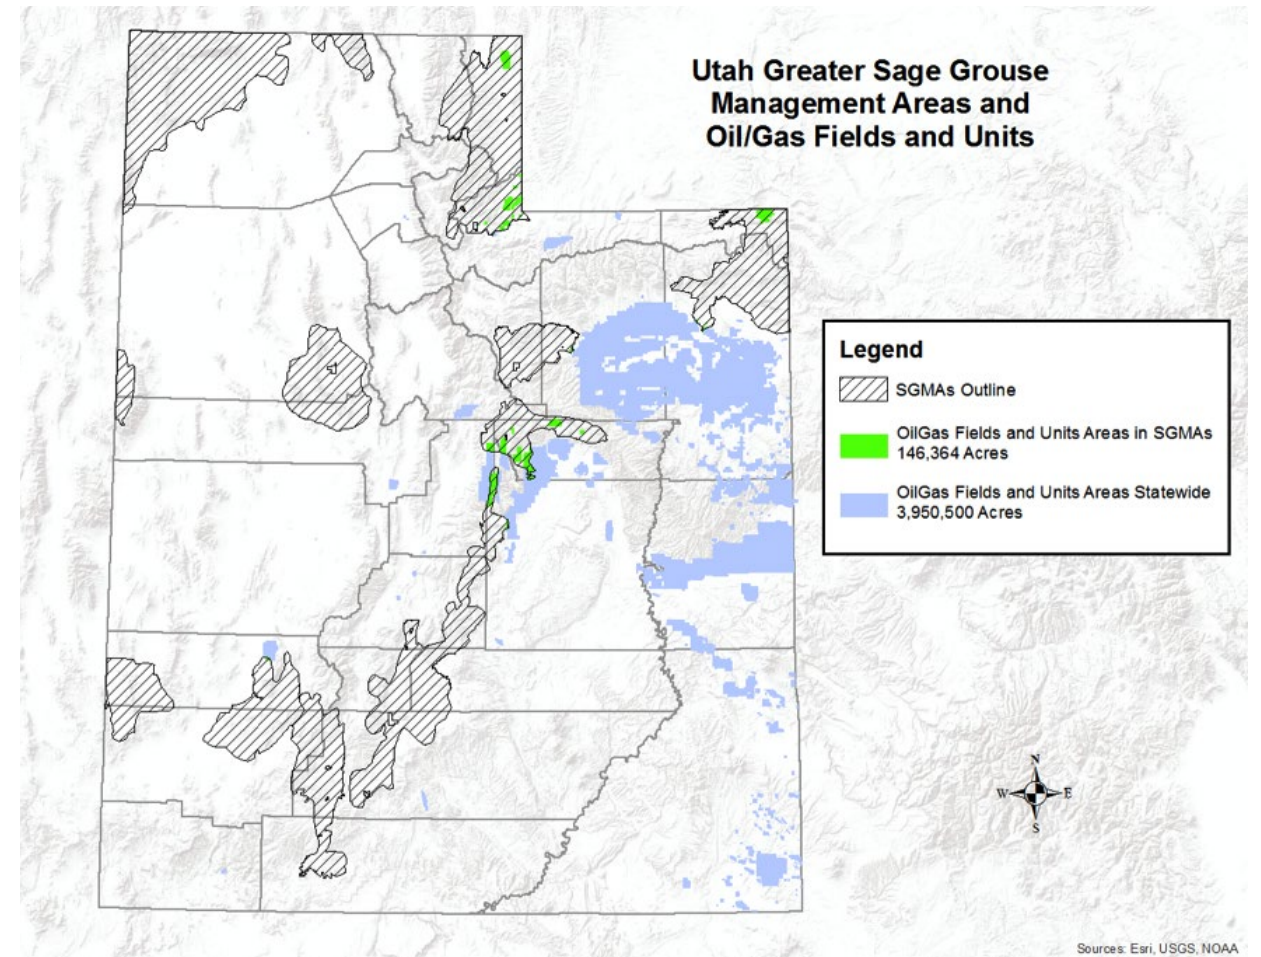 Utah Greater Sage Grouse
Management Areas and
Oil/Gas Fields and Units
Legend
SGMAs Outline
OilGas Fields and Units Areas in SGMAs
146,364 Acres
OilGas Fields and Units Areas Statewide
3,950,500 Acres
N
W
E
S
Sources: Esri, USGS, NOAA